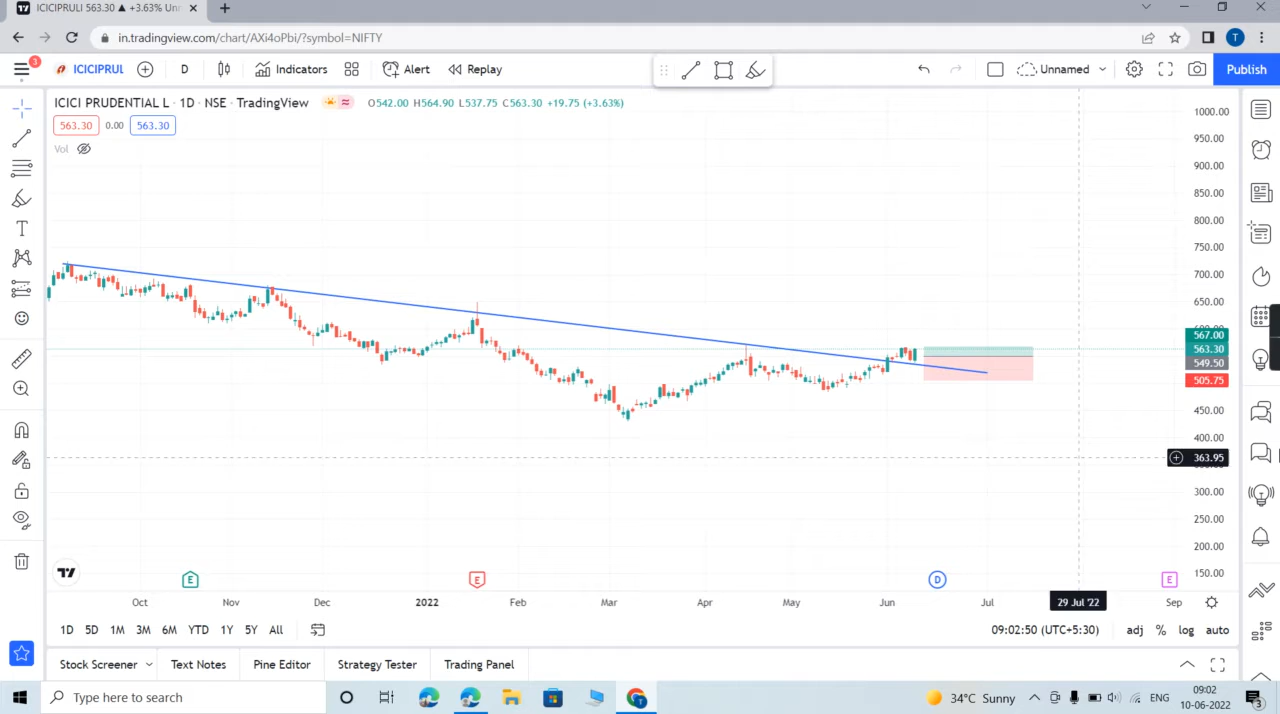 ICICIPRULI 563.30 ▲ +3.63% Un
in.tradingview.com/chart/AXi4oPbi/?symbol=NIFTY
T
3
ICICIPRUL
D
Indicators
Alert
Replay
Unnamed
Publish
ICICI PRUDENTIAL L · 1D · NSE · TradingView
O542.00 H564.90 L537.75 C563.30 +19.75 (+3.63%)
563.30
0.00
563.30
Vol
1000.00
950.00
900.00
850.00
800.00
750.00
700.00
650.00
567.00
563.30
549.50
505.75
450.00
400.00
363.95
300.00
250.00
200.00
150.00
E
E
D
E
Oct
Nov
Dec
2022
Feb
Mar
Apr
May
Jun
Jul
29 Jul '22
Sep
1D 5D 1M 3M 6M YTD 1Y 5Y All
09:02:50 (UTC+5:30)
adj % log auto
Stock Screener
Text Notes
Pine Editor
Strategy Tester
Trading Panel
Type here to search
34°C Sunny
ENG
09:02
10-06-2022
3